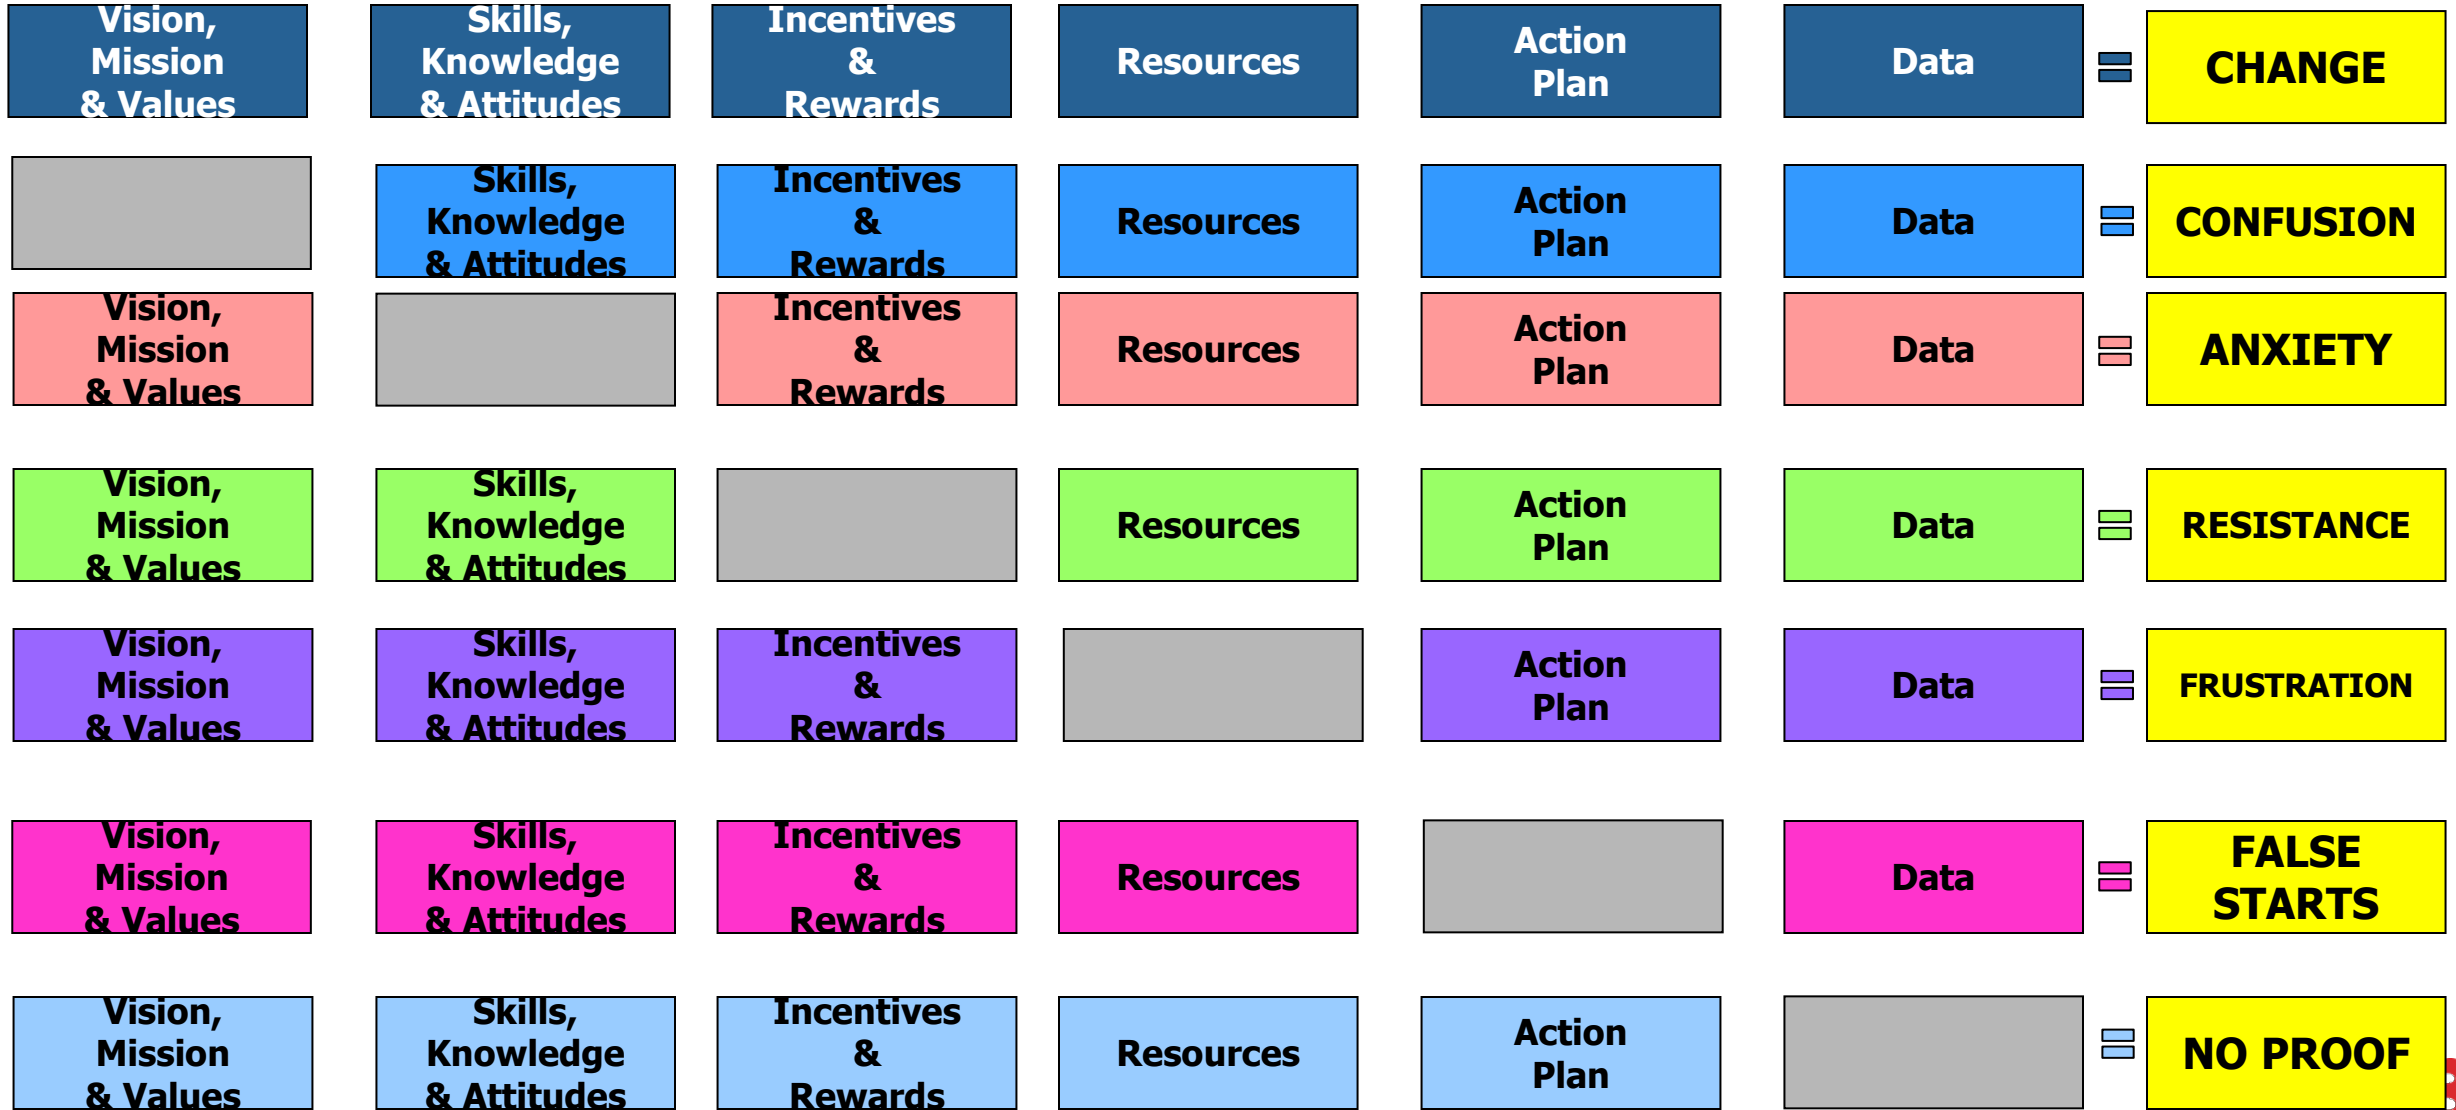 Vision,
Mission
& Values
Skills,
Knowledge
& Attitudes
Incentives
&
Rewards
Resources
Action
Plan
Data
CHANGE
Skills,
Knowledge
& Attitudes
Incentives
&
Rewards
Resources
Action
Plan
Data
CONFUSION
Vision,
Mission
& Values
Incentives
&
Rewards
Resources
Action
Plan
Data
ANXIETY
Vision,
Mission
& Values
Skills,
Knowledge
& Attitudes
Resources
Action
Plan
Data
RESISTANCE
Vision,
Mission
& Values
Skills,
Knowledge
& Attitudes
Incentives
&
Rewards
Action
Plan
Data
FRUSTRATION
Vision,
Mission
& Values
Skills,
Knowledge
& Attitudes
Incentives
&
Rewards
Resources
Data
FALSE
STARTS
Vision,
Mission
& Values
Skills,
Knowledge
& Attitudes
Incentives
&
Rewards
Resources
Action
Plan
NO PROOF